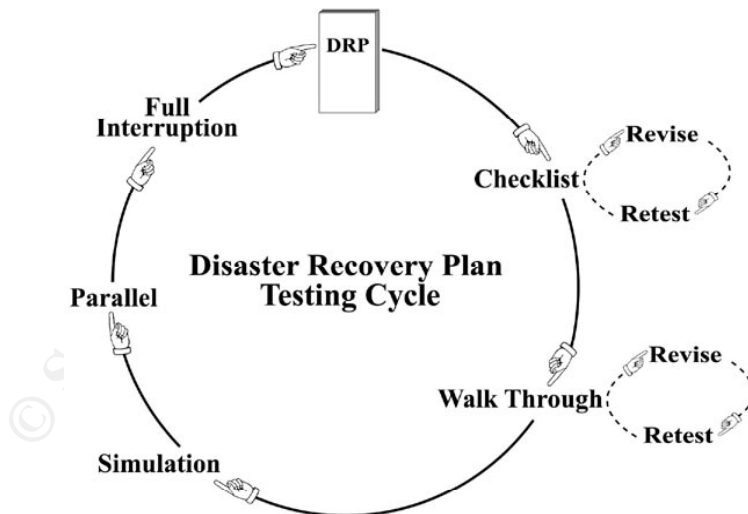 DRP
Full
Interruption
Checklist
Revise
Retest
Disaster Recovery Plan
Testing Cycle
Parallel
Walk Through
Revise
Retest
Simulation
©